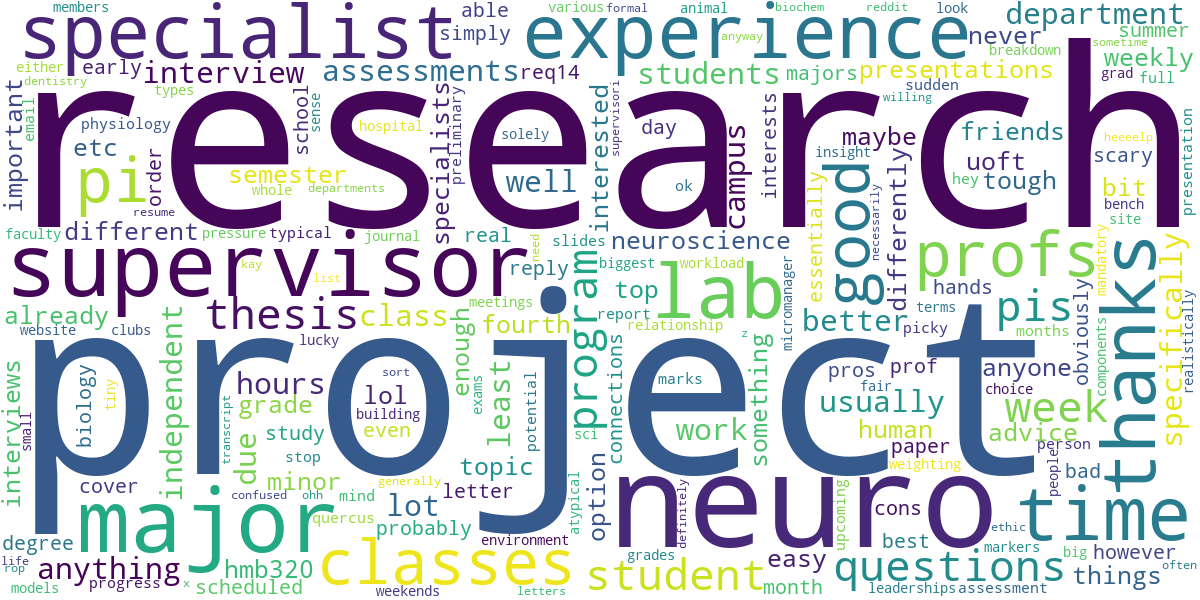 members
various
formal
animal
biochem
reddit
look
department
specialist
able
simply
experience
never
anyway
breakdown
sometime
summer
either
early
interview
assessments
req14
students
majors
presentations
sudden
grad
weekly
full
dentistry
types
important
email
physiology
etc
order
school
sense
hospital
specialists
preliminary
solely
well
interested
supervisori
day
ok
campus
interests
maybe
insight
willing
friends
uoft
tough
hey
heeeelp
scary
bit
bench
site
presentation
research
pi
semester
whole
departments
resume
faculty
different
pressure
typical
journal
real
slides
neuroscience
essentially
good
necessarily
differently
profs
thanks
mandatory
specifically
realistically
supervisor
kay
list
reply
need
biggest
top
lab
workload
micromanager
hands
terms
pis
months
obviously
components
already
website
clubs
thesis
class
meetings
enough
fourth
program
report
relationship
z
better
picky
lucky
project
interviews
small
biology
tiny
independent
due
transcript
hours
grade
study
stop
sort
lol
building
even
exams
least
potential
sci
connections
marks
work
something
pros
fair
usually
human
weighting
prof
paper
anyone
choice
week
advice
person
people
bad
cover
minor
confused
ohh
mind
quercus
generally
lot
probably
topic
letter
environment
atypical
option
neuro
definitely
cons
upcoming
best
time
ethic
markers
big
however
often
degree
life
rop
major
anything
progress
x
models
hmb320
scheduled
weekends
classes
letters
grades
student
easy
month
questions
leaderships
assessment
things